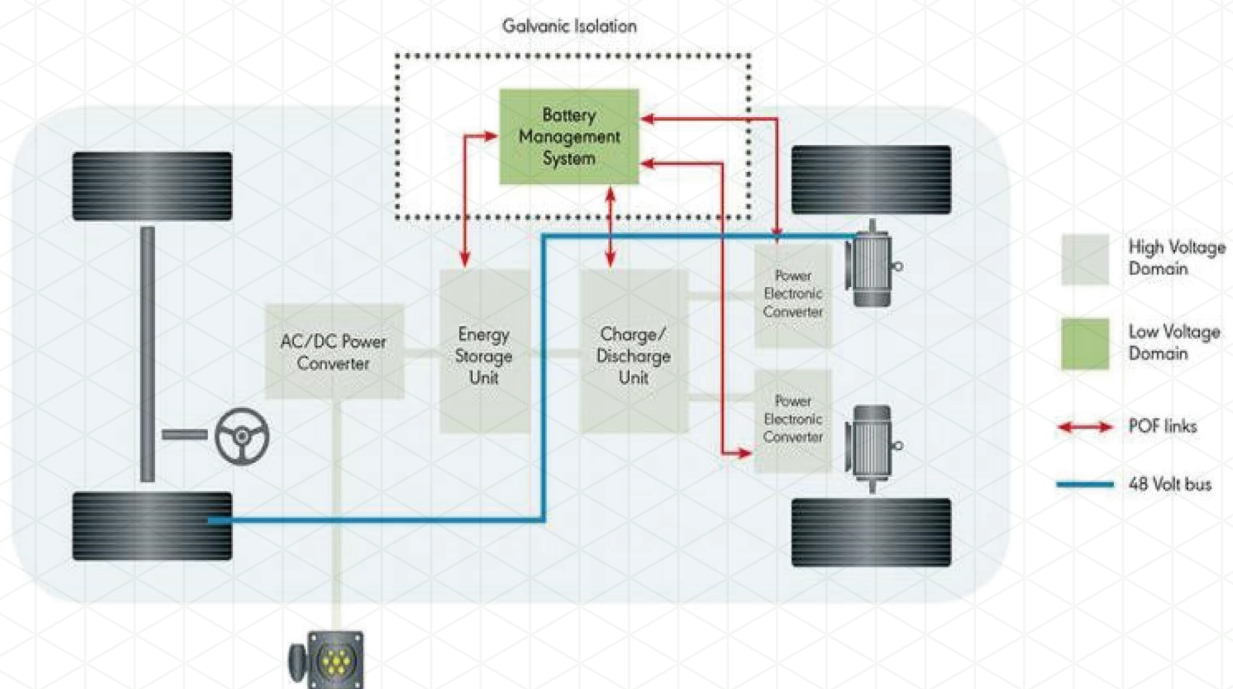 Galvanic Isolation
Battery
Management
System
AC/DC Power
Converter
Energy
Storage
Unit
Charge/
Discharge
Unit
Power
Electronic
Converter
Power
Electronic
Converter
High Voltage
Domain
Low Voltage
Domain
POF links
48 Volt bus